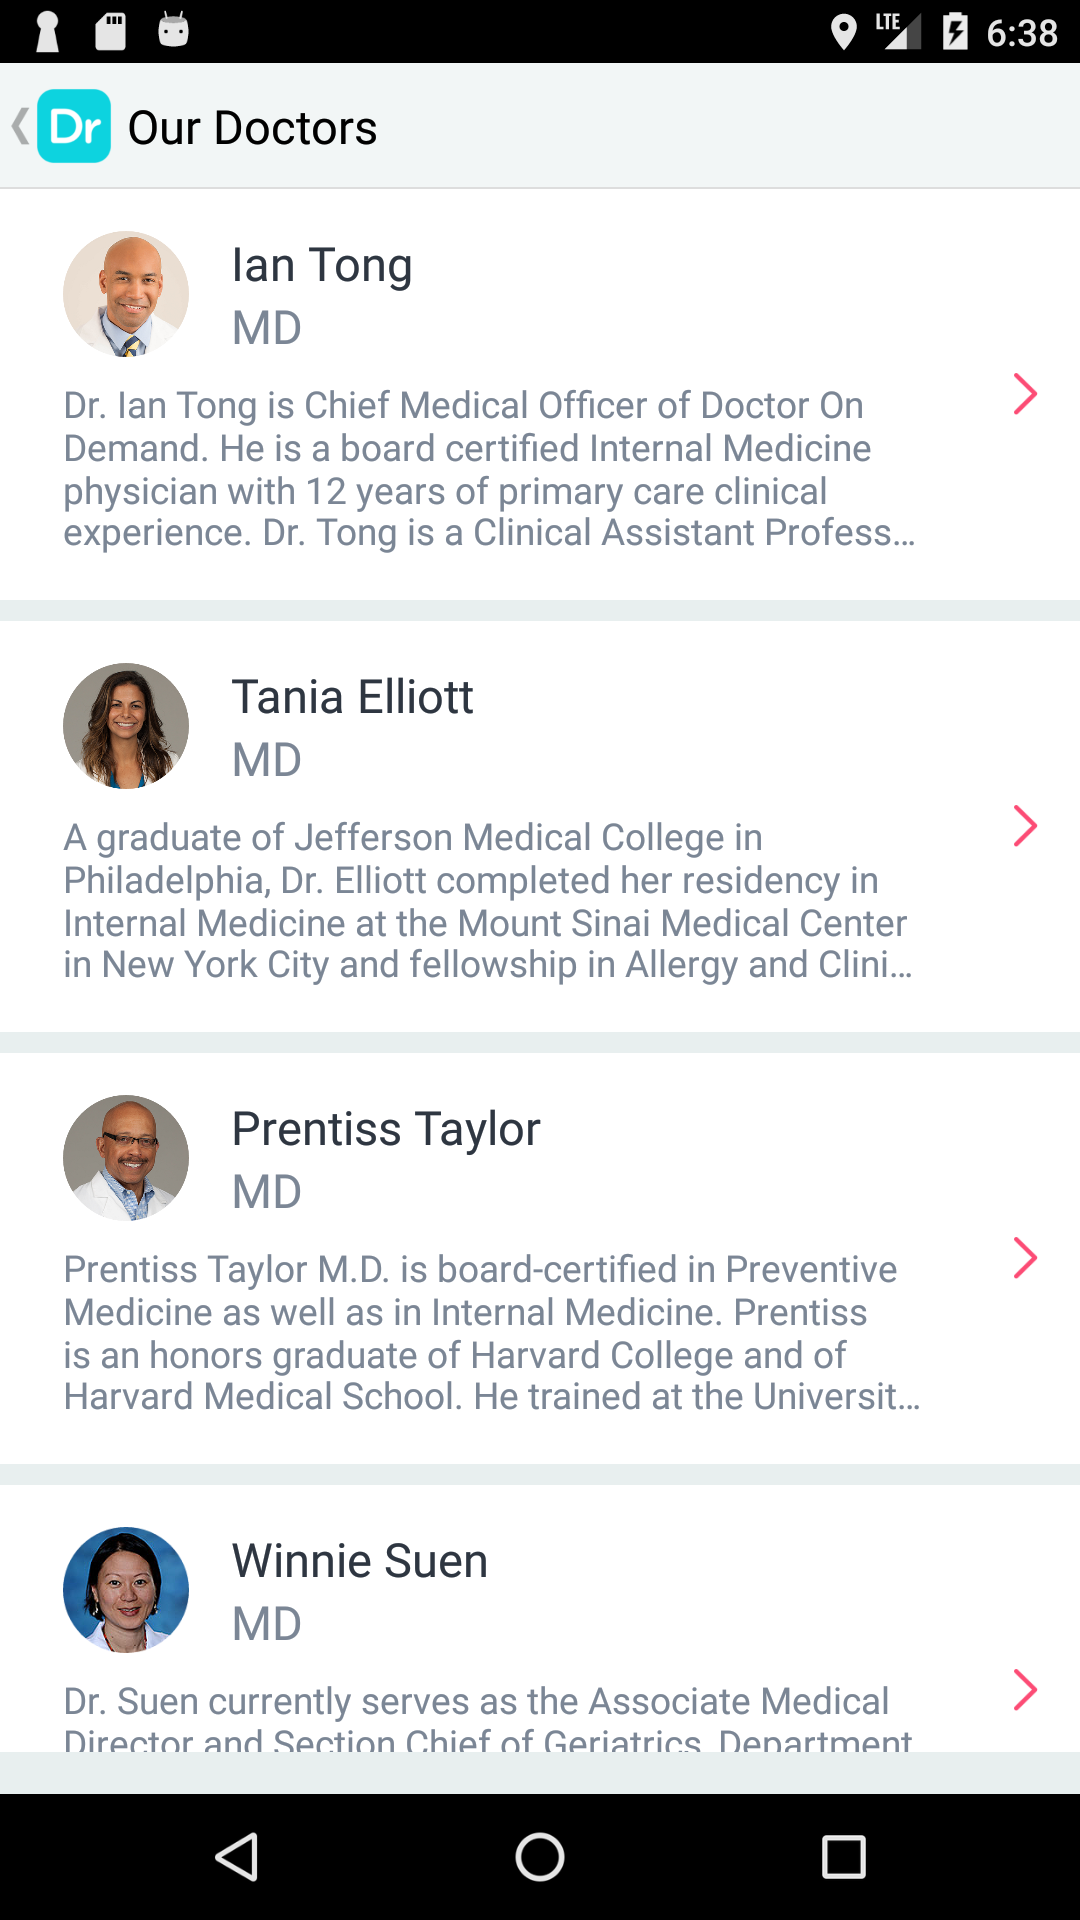 LTE 6:38
Dr Our Doctors
Ian Tong
MD
Dr. Ian Tong is Chief Medical Officer of Doctor On
Demand. He is a board certified Internal Medicine
physician with 12 years of primary care clinical
experience. Dr. Tong is a Clinical Assistant Profess...
Tania Elliott
MD
A graduate of Jefferson Medical College in
Philadelphia, Dr. Elliott completed her residency in
Internal Medicine at the Mount Sinai Medical Center
in New York City and fellowship in Allergy and Clini...
Prentiss Taylor
MD
Prentiss Taylor M.D. is board-certified in Preventive
Medicine as well as in Internal Medicine. Prentiss
is an honors graduate of Harvard College and of
Harvard Medical School. He trained at the Universit...
Winnie Suen
MD
Dr. Suen currently serves as the Associate Medical
Director and Section Chief of Geriatrics, Department